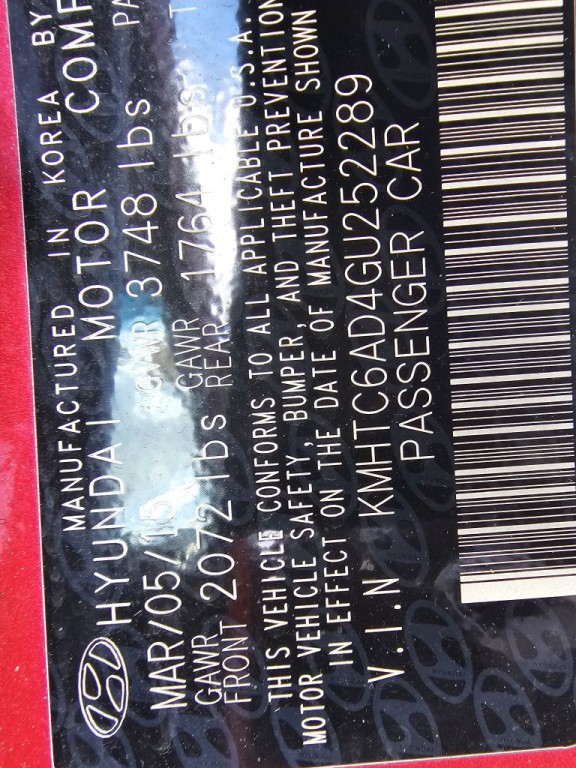 MANUFACTURED IN KOREA BY
HYUNDAI MOTOR COMP
MAR/05/15 GVWR 3748 lbs PA
GAWR FRONT 2072 lbs GAWR REAR 1764 lbs T
THIS VEHICLE CONFORMS TO ALL APPLICABLE U.S.A.
MOTOR VEHICLE SAFETY, BUMPER, AND THEFT PREVENTION
IN EFFECT ON THE DATE OF MANUFACTURE SHOWN
V.I.N KMHTC6AD4GU252289
PASSENGER CAR